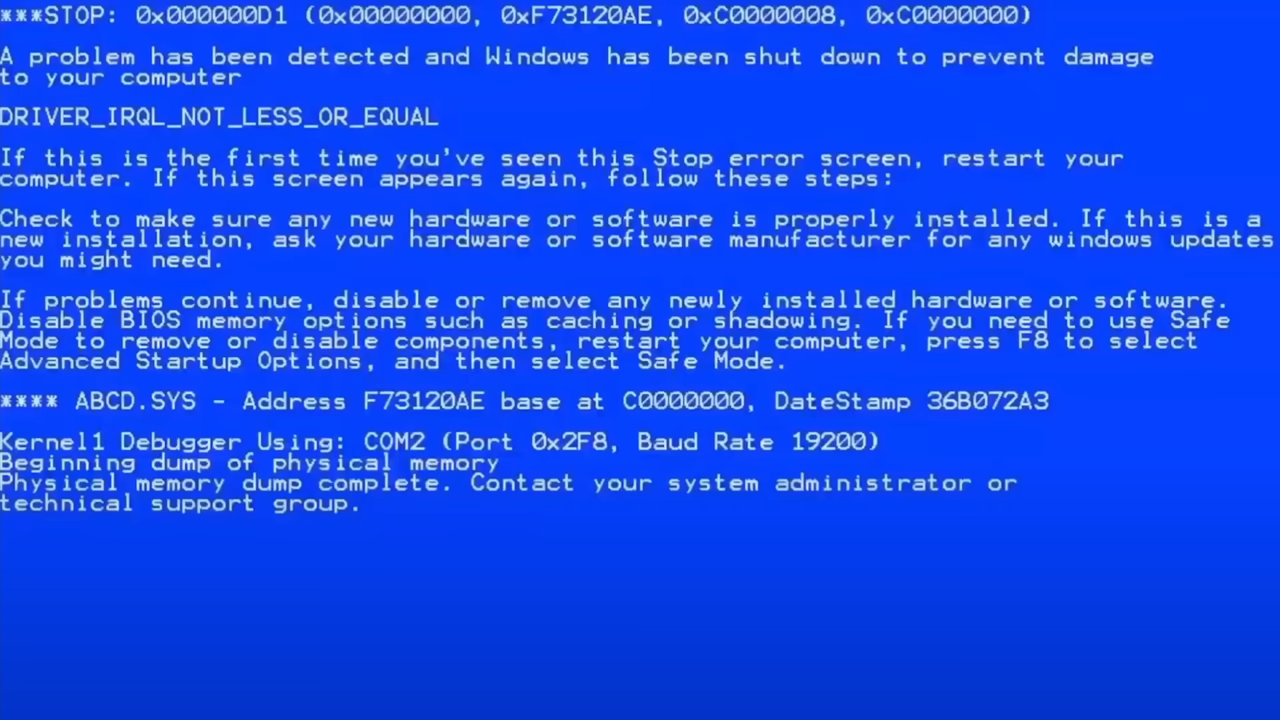 ***STOP: 0x000000D1 (0x00000000, 0xF73120AE, 0xC0000008, 0xC0000000)
A problem has been detected and Windows has been shut down to prevent damage
to your computer
DRIVER_IRQL_NOT_LESS_OR_EQUAL
If this is the first time you've seen this Stop error screen, restart your
computer. If this screen appears again, follow these steps:
Check to make sure any new hardware or software is properly installed. If this is a
new installation, ask your hardware or software manufacturer for any windows updates
you might need.
If problems continue, disable or remove any newly installed hardware or software.
Disable BIOS memory options such as caching or shadowing. If you need to use Safe
Mode to remove or disable components, restart your computer, press F8 to select
Advanced Startup Options, and then select Safe Mode.
**** ABCD.SYS - Address F73120AE base at C0000000, DateStamp 36B072A3
Kernel1 Debugger Using: COM2 (Port 0x2F8, Baud Rate 19200)
Beginning dump of physical memory
Physical memory dump complete. Contact your system administrator or
technical support group.